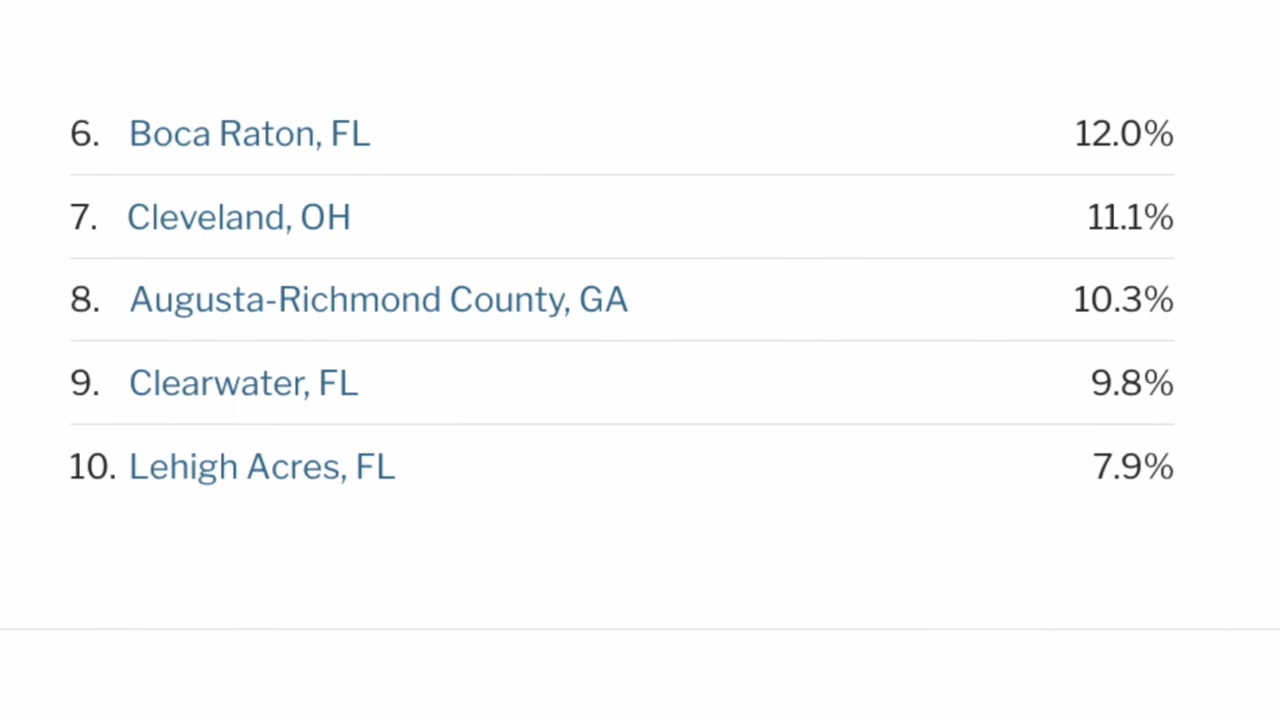 6. Boca Raton, FL 12.0%
7. Cleveland, OH 11.1%
8. Augusta-Richmond County, GA 10.3%
9. Clearwater, FL 9.8%
10. Lehigh Acres, FL 7.9%